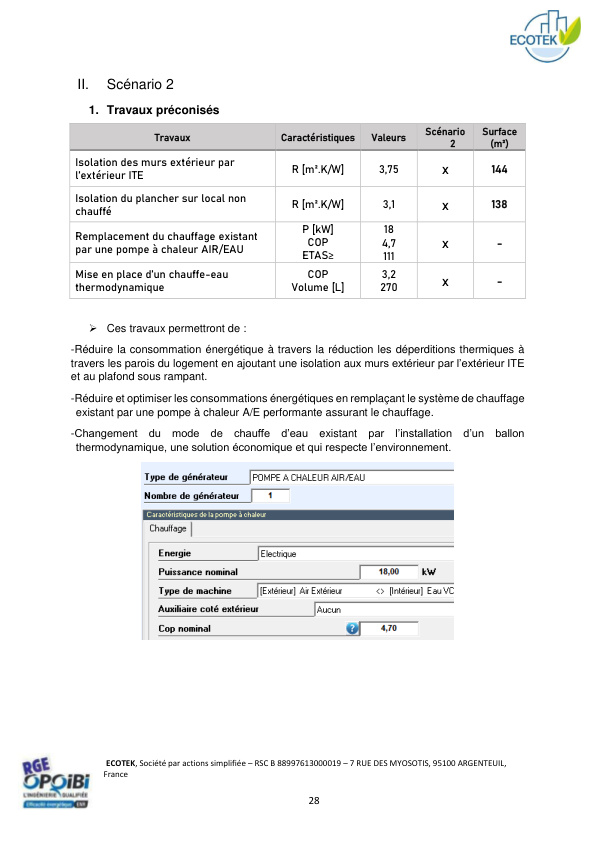 ECOTEK
II. Scénario 2
1. Travaux préconisés
Travaux Caractéristiques Valeurs Scénario 2 Surface (m²)
Isolation des murs extérieur par
l'extérieur ITE
R [m².K/W] 3,75 x 144
Isolation du plancher sur local non
chauffé
R [m².K/W] 3,1 x 138
Remplacement du chauffage existant
par une pompe à chaleur AIR/EAU
P [kW] 18
COP 4,7
ETAS≥ 111
x -
Mise en place d'un chauffe-eau
thermodynamique
COP 3,2
Volume [L] 270
x -
➢ Ces travaux permettront de :
-Réduire la consommation énergétique à travers la réduction les déperditions thermiques à
travers les parois du logement en ajoutant une isolation aux murs extérieur par l'extérieur ITE
et au plafond sous rampant.
-Réduire et optimiser les consommations énergétiques en remplaçant le système de chauffage
existant par une pompe à chaleur A/E performante assurant le chauffage.
-Changement du mode de chauffe d'eau existant par l'installation d'un ballon
thermodynamique, une solution économique et qui respecte l'environnement.
Type de générateur POMPE A CHALEUR AIR/EAU
Nombre de générateur 1
Caractéristiques de la pompe à chaleur
Chauffage
Energie Electrique
Puissance nominal 18,00 kW
Type de machine [Extérieur] Air Extérieur <> [Intérieur] Eau VC
Auxiliaire coté extérieur Aucun
Cop nominal ? 4,70
RGE
OPQIBI
L'INGÉNIERIE QUALIFIÉE
Efficacité énergétique ENR
ECOTEK, Société par actions simplifiée – RSC B 88997613000019 – 7 RUE DES MYOSOTIS, 95100 ARGENTEUIL,
France
28